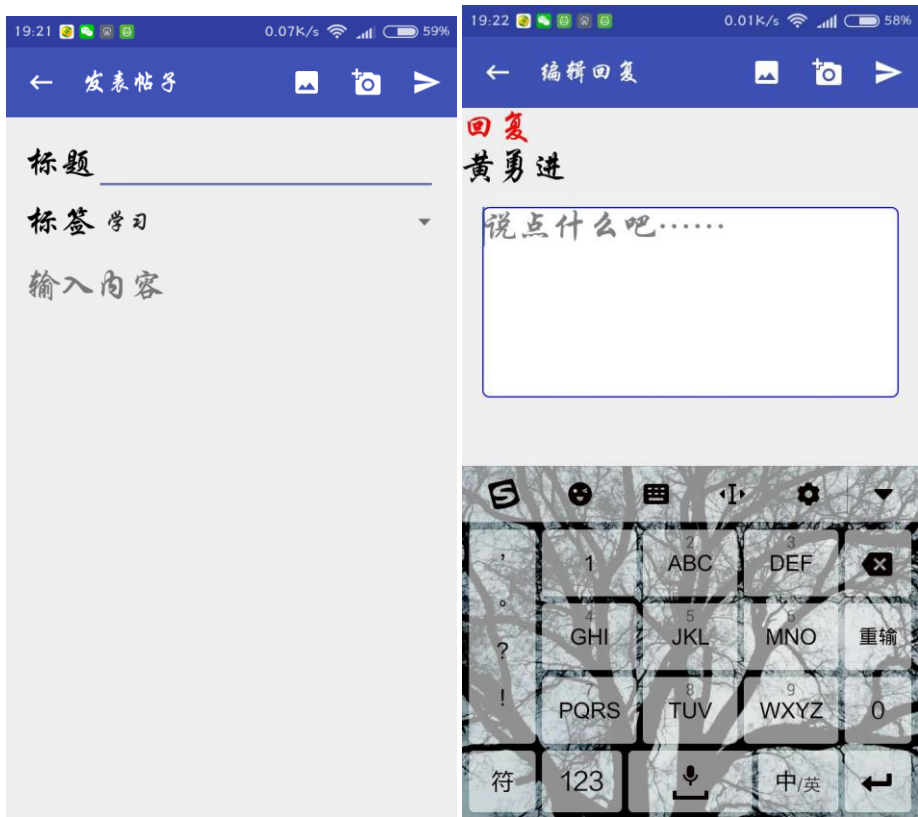 19:21 0.07K/s 59%
发表帖子
标题
标签 学习
输入内容
19:22 0.01K/s 58%
编辑回复
回复
黄勇进
说点什么吧……
, 1 2 ABC 3 DEF
。 4 GHI 5 JKL 6 MNO 重输
?
! 7 PQRS 8 TUV 9 WXYZ 0
符 123 中/英